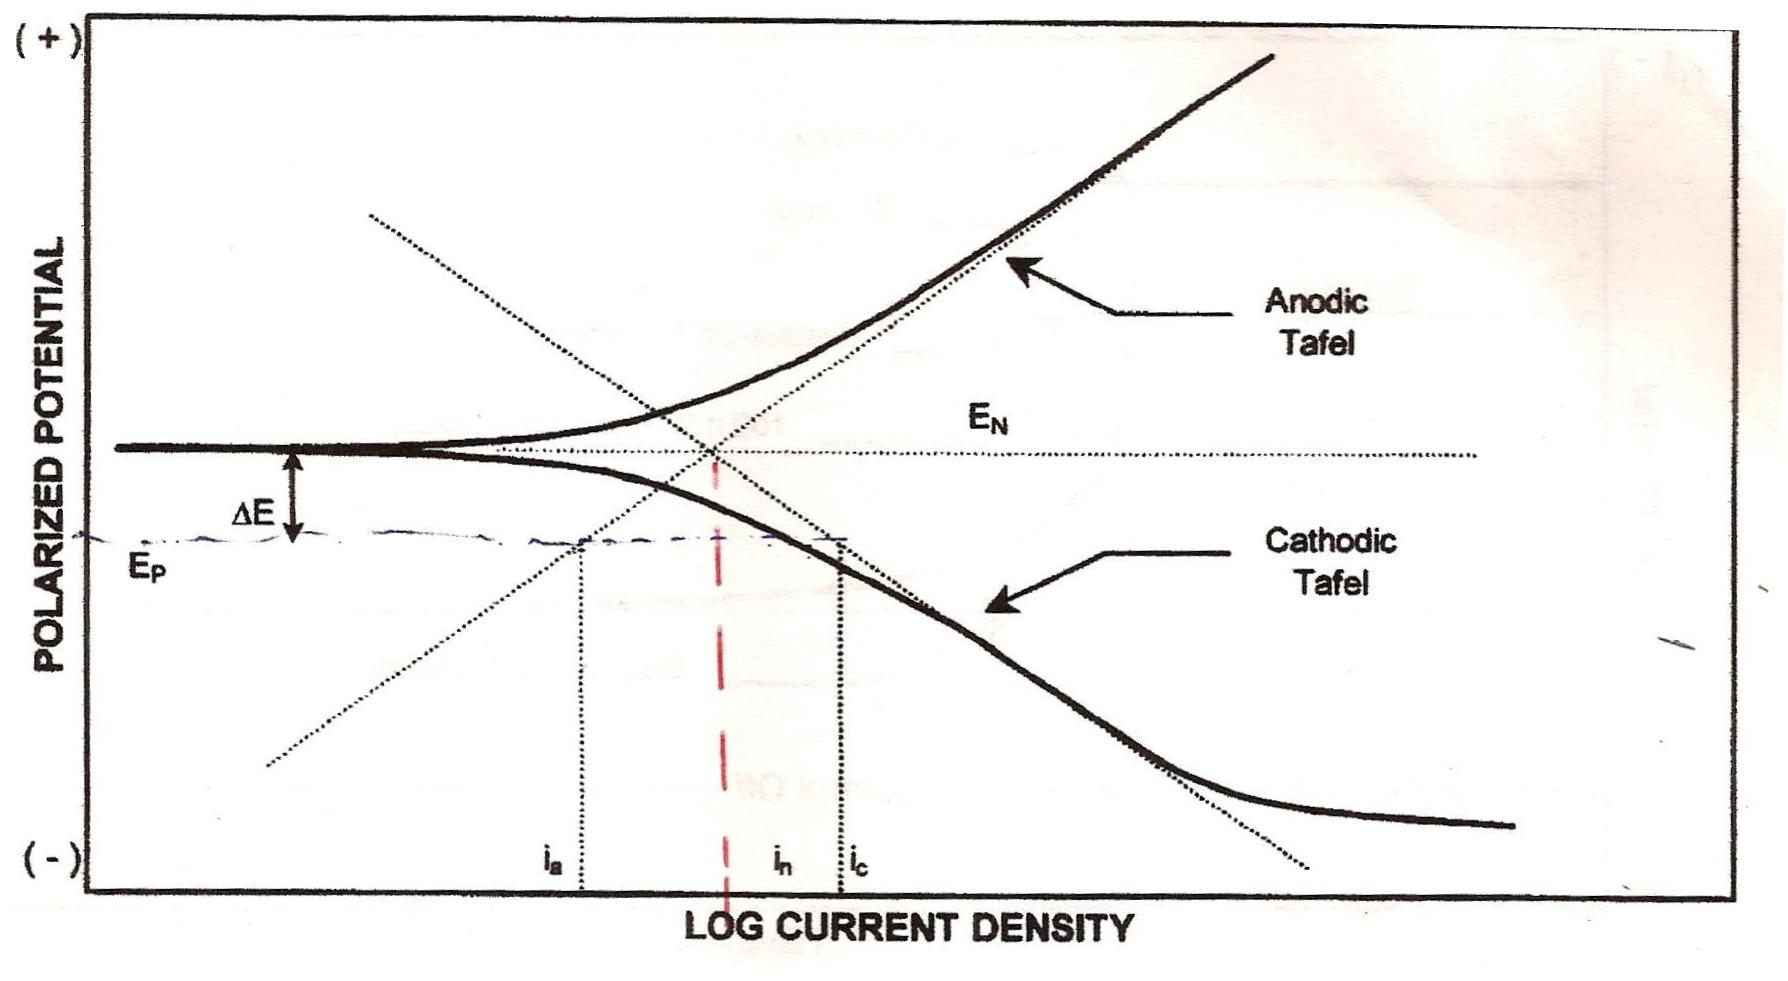 (+)
POLARIZED POTENTIAL
Anodic
Tafel
EN
ΔE
EP
Cathodic
Tafel
(-)
ia
in
ic
LOG CURRENT DENSITY